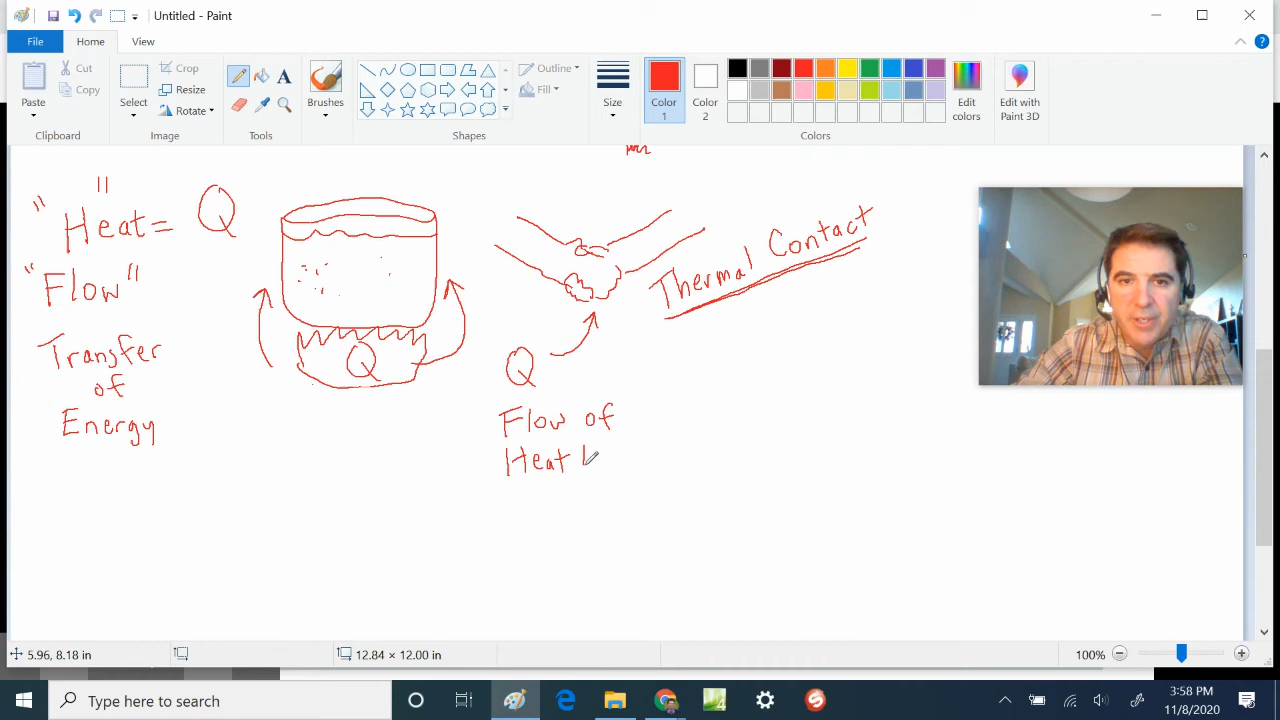 Untitled - Paint
File
Home
View
Paste
Cut
Copy
Clipboard
Select
Crop
Resize
Rotate
Image
Tools
Brushes
Shapes
Outline
Fill
Size
Color
1
Color
2
Edit
colors
Colors
Edit with
Paint 3D
"Heat" = Q
"Flow"
Transfer
of
Energy
Q
Thermal Contact
Q
Flow of
Heat
5.96, 8.18 in
12.84 × 12.00 in
100%
Type here to search
3:58 PM
11/8/2020